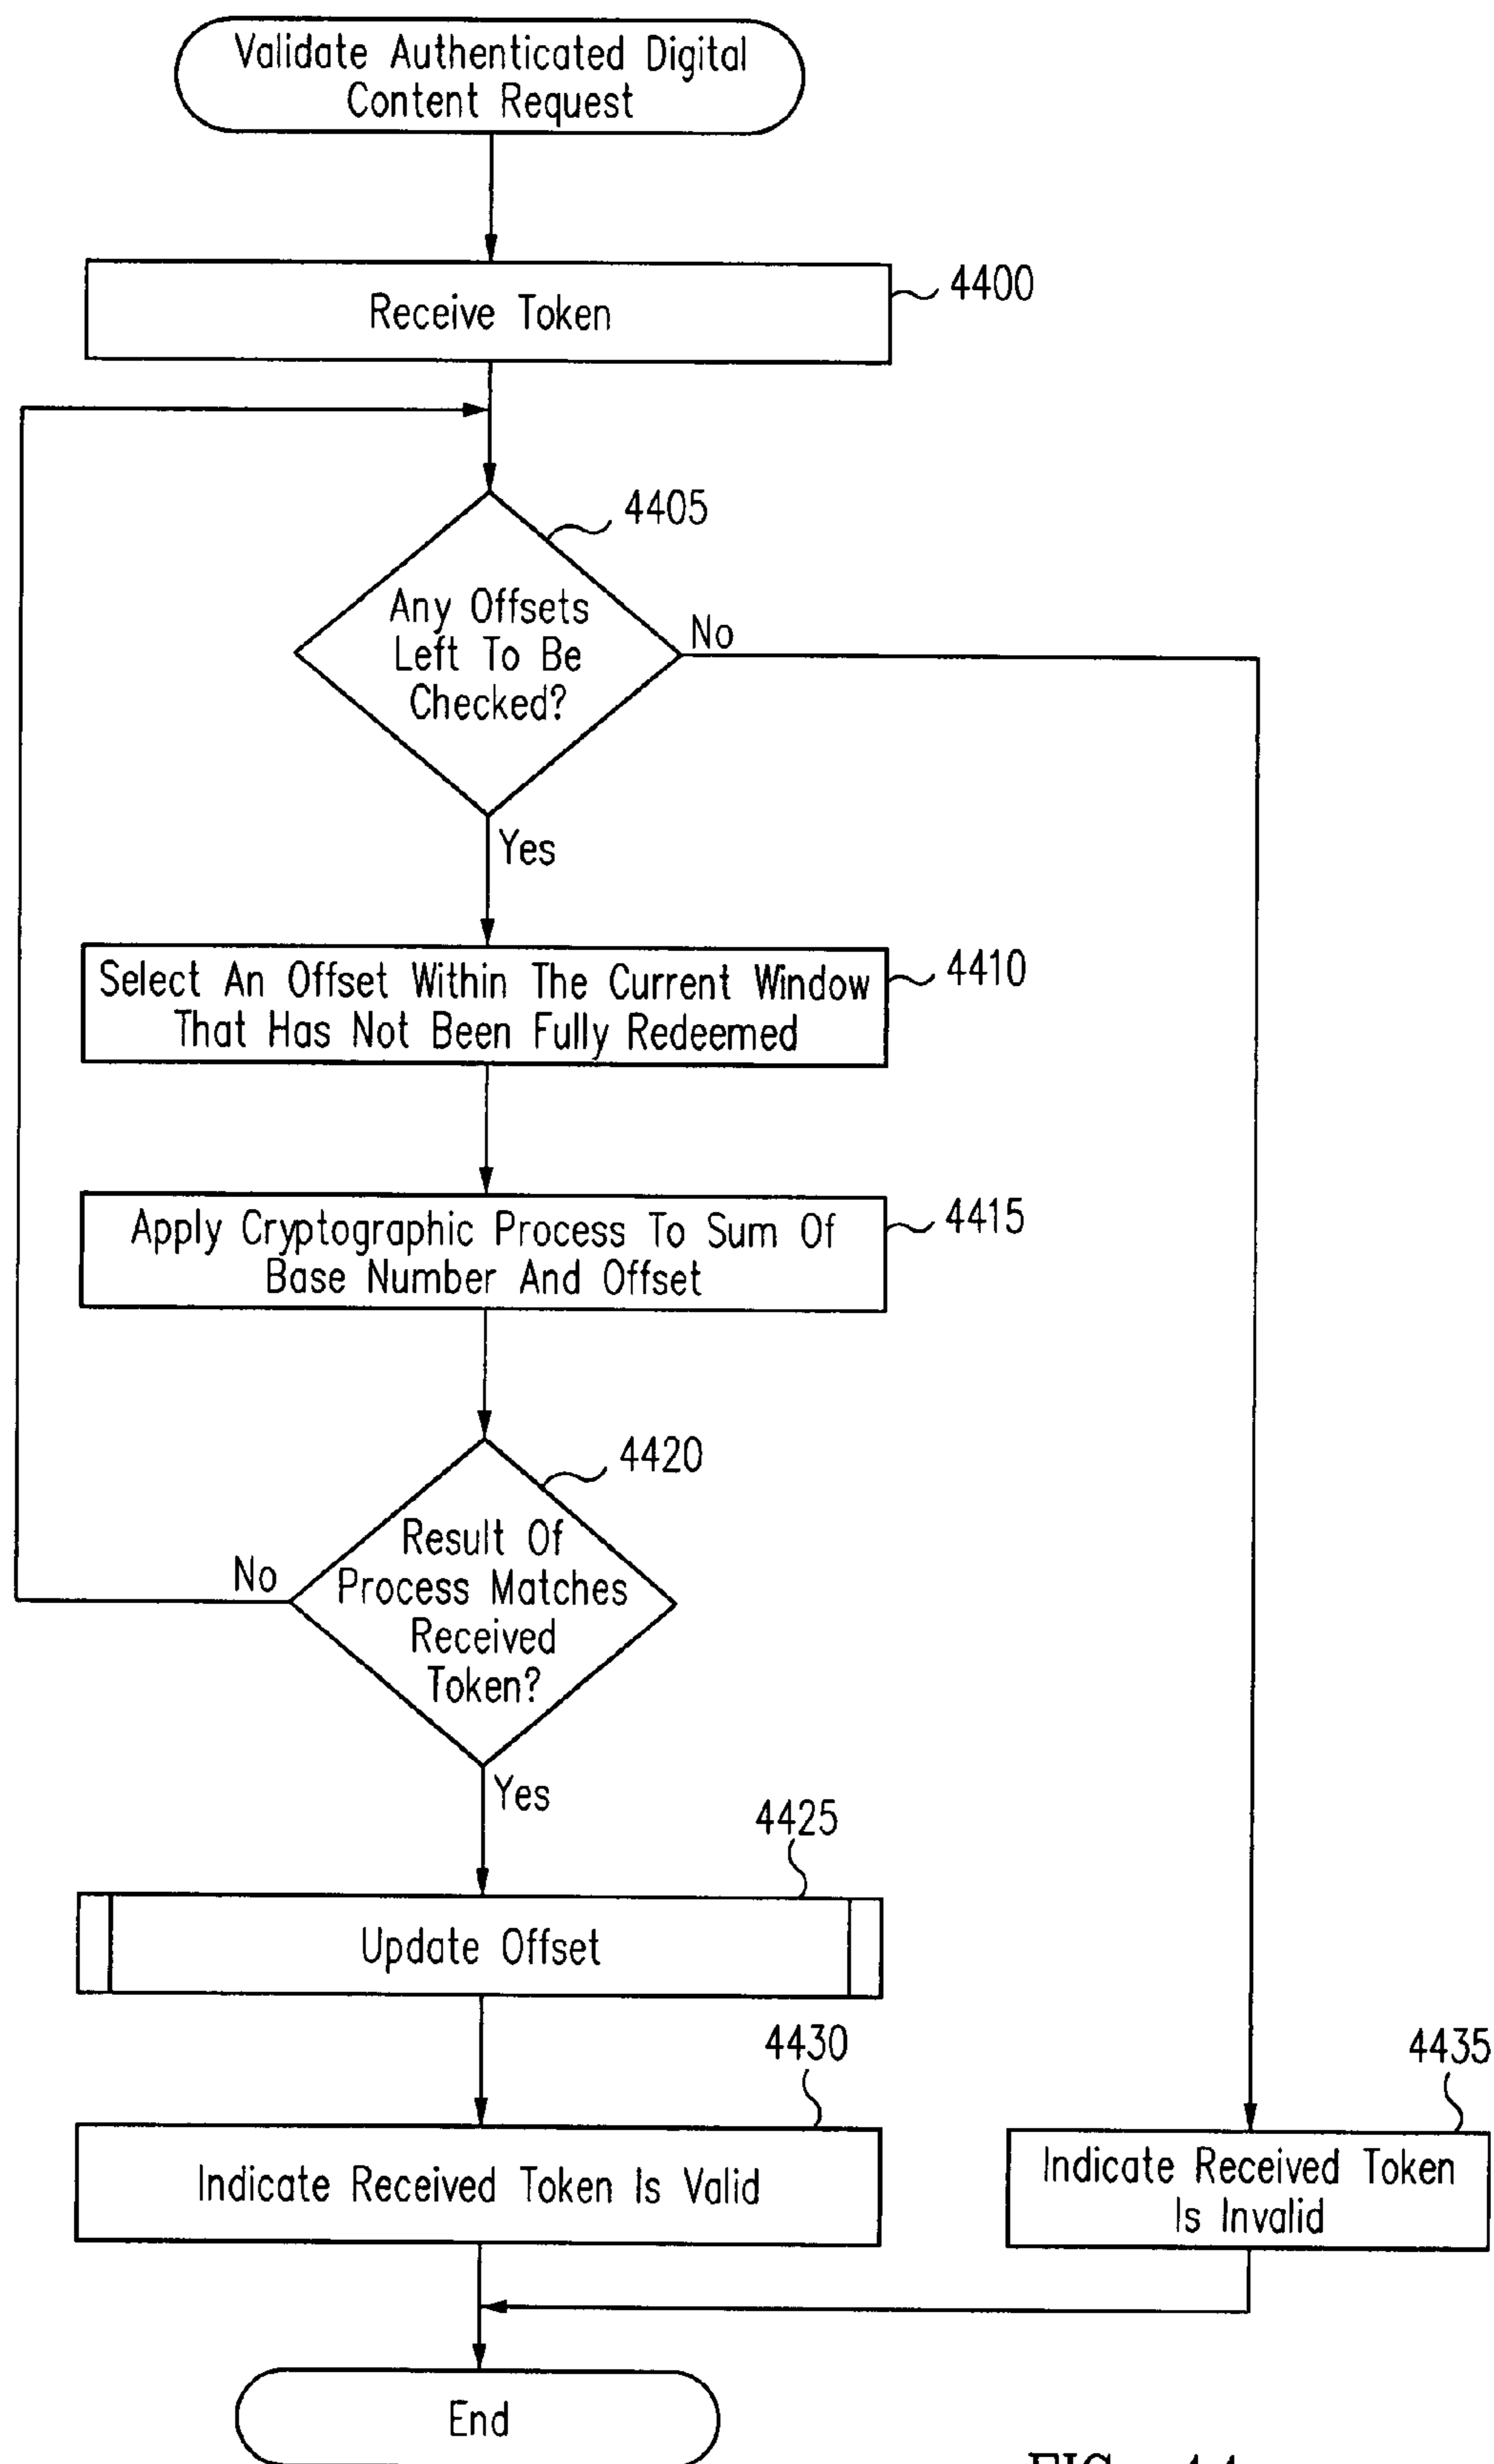 Validate Authenticated Digital
Content Request
Receive Token
4400
4405
Any Offsets
Left To Be
Checked?
No
Yes
Select An Offset Within The Current Window
That Has Not Been Fully Redeemed
4410
Apply Cryptographic Process To Sum Of
Base Number And Offset
4415
4420
Result Of
Process Matches
Received
Token?
No
Yes
4425
Update Offset
4430
Indicate Received Token Is Valid
4435
Indicate Received Token
Is Invalid
End